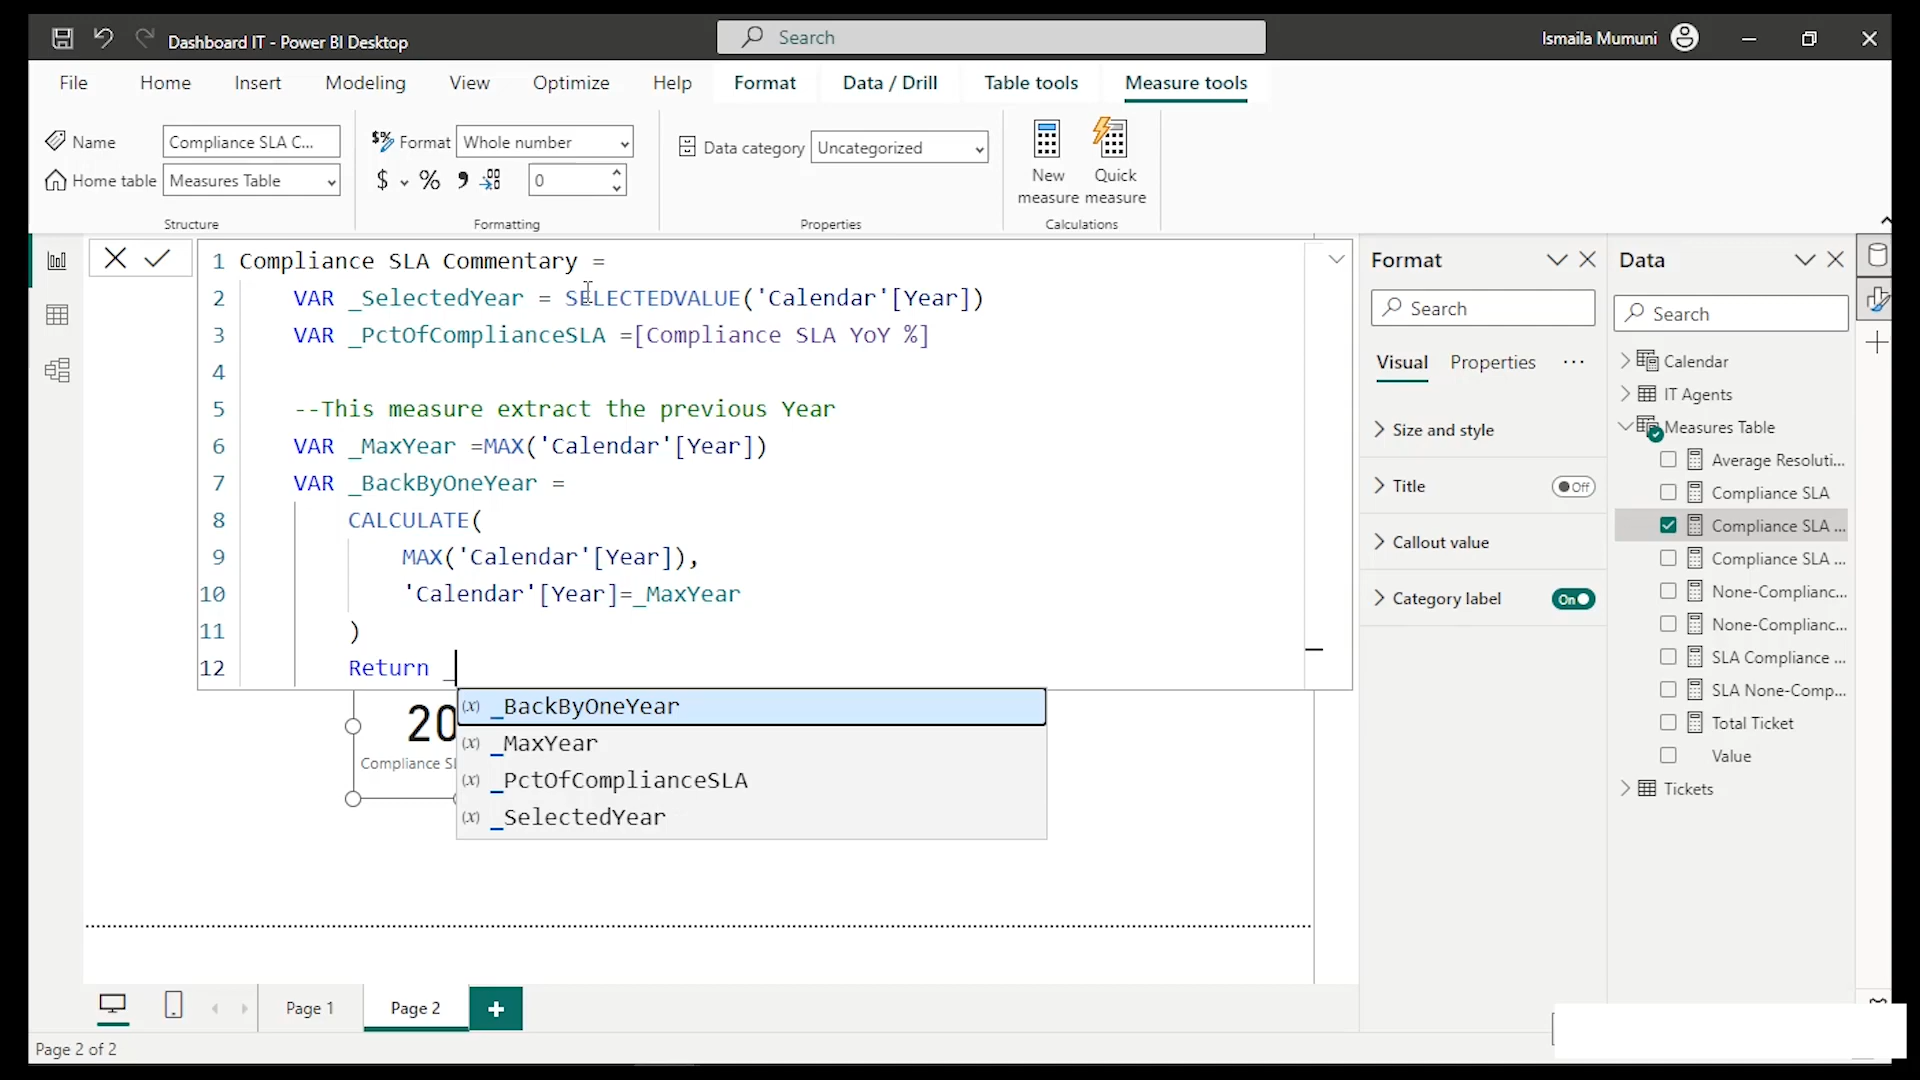 Dashboard IT - Power BI Desktop
Search
Ismaila Mumuni
File
Home
Insert
Modeling
View
Optimize
Help
Format
Data / Drill
Table tools
Measure tools
Name
Compliance SLA C...
Home table
Measures Table
Structure
Format
Whole number
$
%
0
Formatting
Data category
Uncategorized
Properties
New
measure
Quick
measure
Calculations
1 Compliance SLA Commentary =
2 VAR _SelectedYear = SELECTEDVALUE('Calendar'[Year])
3 VAR _PctOfComplianceSLA =[Compliance SLA YoY %]
4
5 --This measure extract the previous Year
6 VAR _MaxYear =MAX('Calendar'[Year])
7 VAR _BackByOneYear =
8 CALCULATE(
9 MAX('Calendar'[Year]),
10 'Calendar'[Year]=_MaxYear
11 )
12 Return _
_BackByOneYear
_MaxYear
_PctOfComplianceSLA
_SelectedYear
20
Compliance SL
Format
Search
Visual
Properties
...
Size and style
Title
Off
Callout value
Category label
On
Data
Search
Calendar
IT Agents
Measures Table
Average Resoluti...
Compliance SLA
Compliance SLA ...
Compliance SLA ...
None-Complianc...
None-Complianc...
SLA Compliance ...
SLA None-Comp...
Total Ticket
Value
Tickets
Page 1
Page 2
+
Page 2 of 2